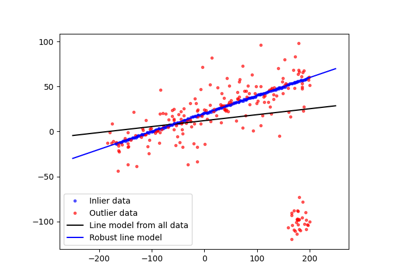 100
50
0
−50
−100
Inlier data
Outlier data
Line model from all data
Robust line model
−200
−100
0
100
200